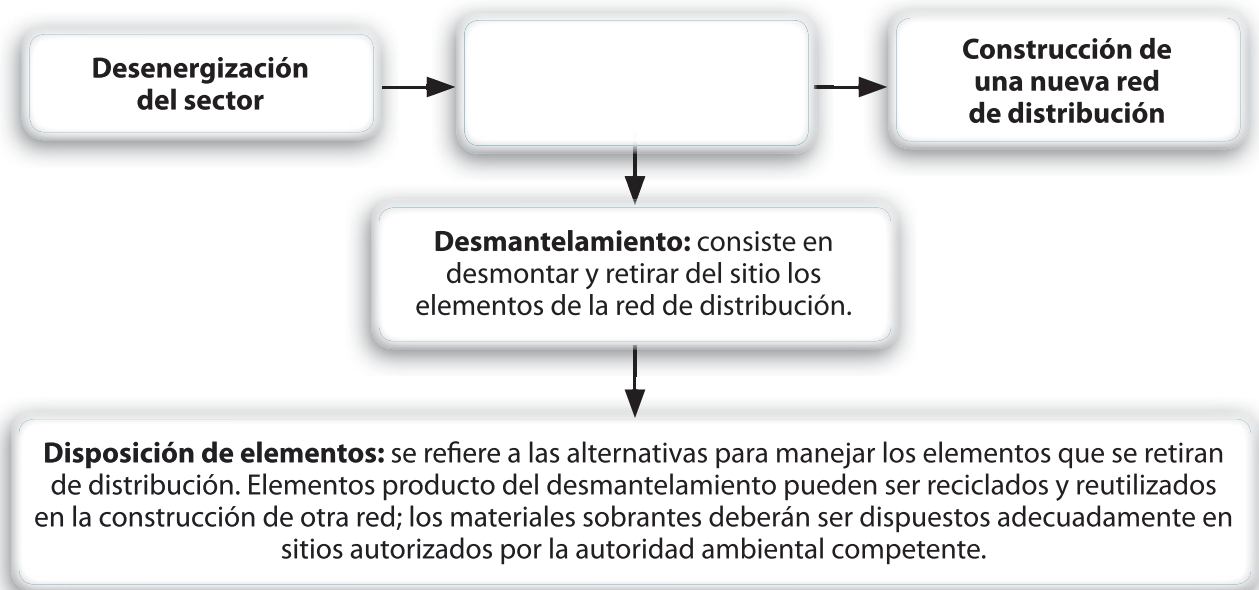 Desenergización
del sector
Construcción de
una nueva red
de distribución
Desmantelamiento: consiste en
desmontar y retirar del sitio los
elementos de la red de distribución.
Disposición de elementos: se refiere a las alternativas para manejar los elementos que se retiran
de distribución. Elementos producto del desmantelamiento pueden ser reciclados y reutilizados
en la construcción de otra red; los materiales sobrantes deberán ser dispuestos adecuadamente en
sitios autorizados por la autoridad ambiental competente.